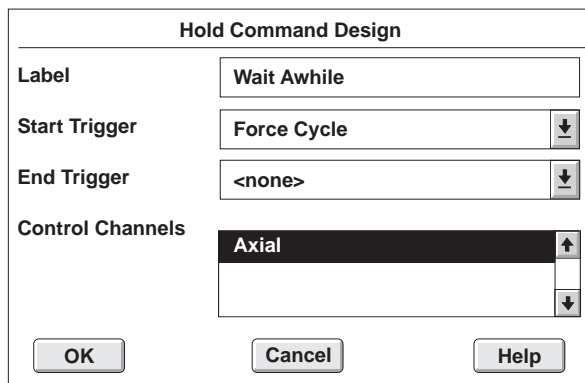 Hold Command Design
Label Wait Awhile
Start Trigger Force Cycle
End Trigger <none>
Control Channels
Axial
OK Cancel Help